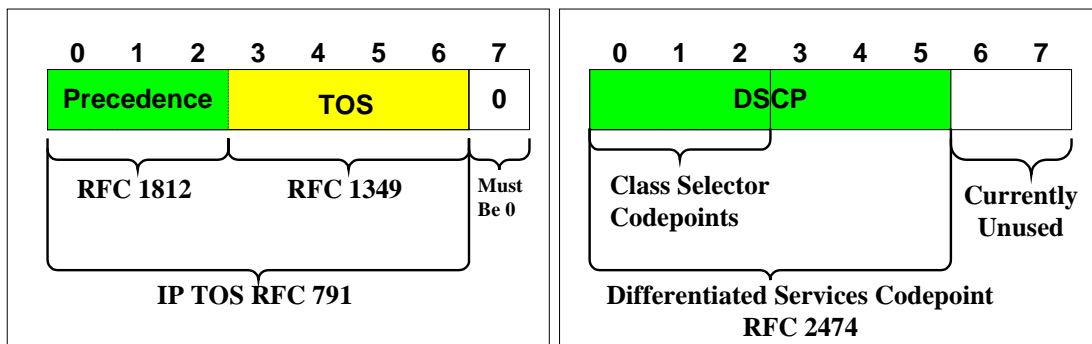 0 1 2 3 4 5 6 7
Precedence TOS 0
RFC 1812 RFC 1349 Must
Be 0
IP TOS RFC 791
0 1 2 3 4 5 6 7
DSCP
Class Selector
Codepoints
Currently
Unused
Differentiated Services Codepoint
RFC 2474